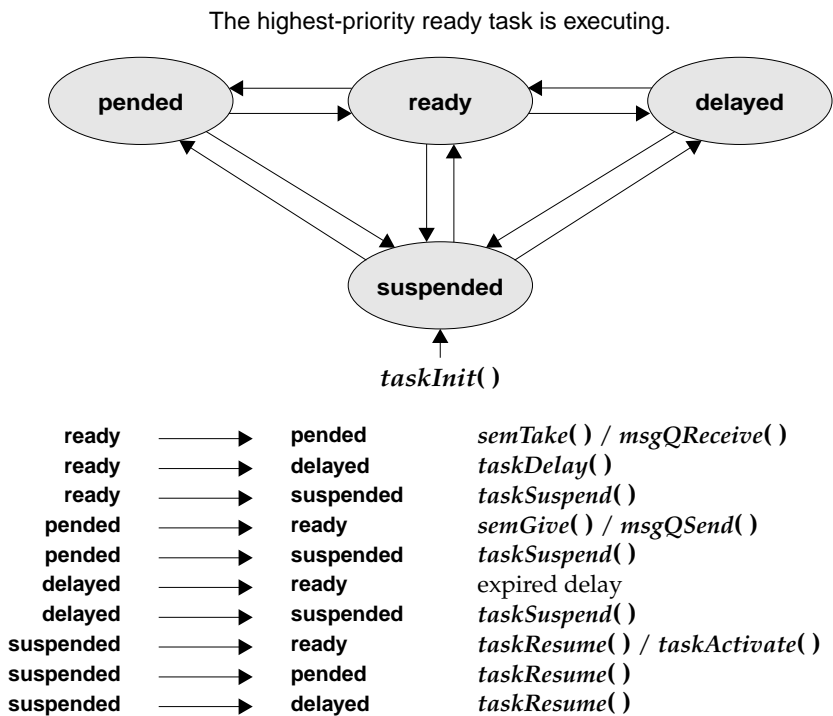 The highest-priority ready task is executing.
pended ready delayed
suspended
taskInit( )
ready pended semTake( ) / msgQReceive( )
ready delayed taskDelay( )
ready suspended taskSuspend( )
pended ready semGive( ) / msgQSend( )
pended suspended taskSuspend( )
delayed ready expired delay
delayed suspended taskSuspend( )
suspended ready taskResume( ) / taskActivate( )
suspended pended taskResume( )
suspended delayed taskResume( )